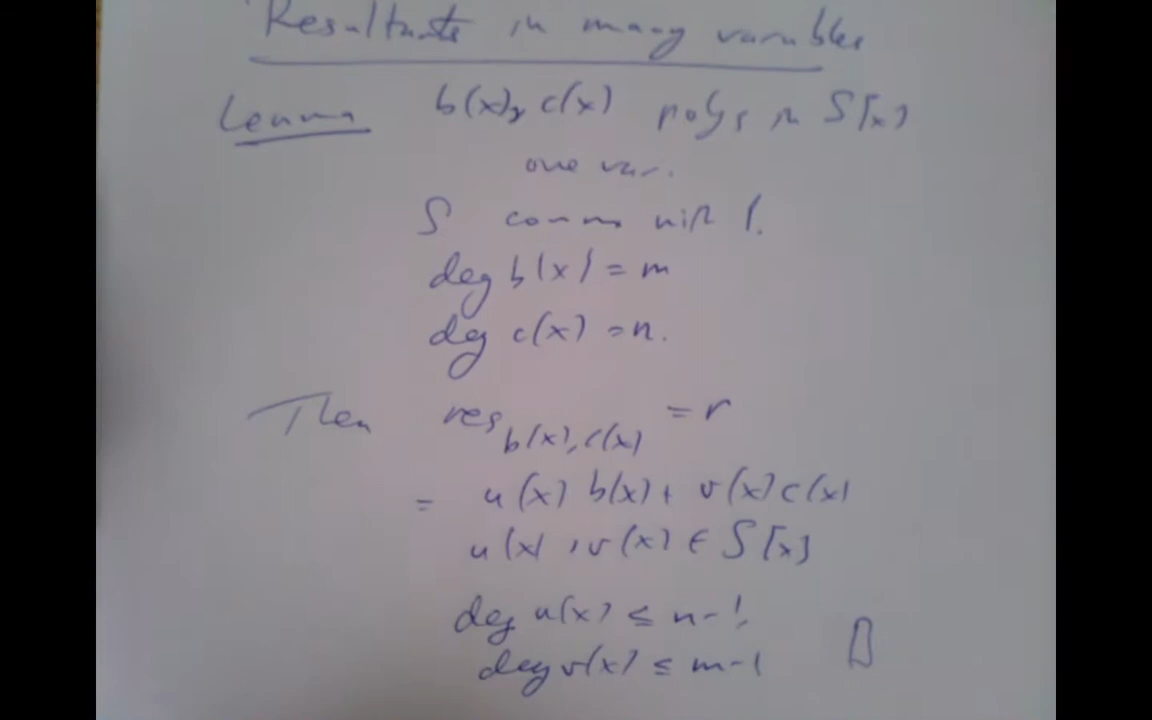 Resultants in many variables
Lemma b(x), c(x) polys in S[x]
one var.
S comm with 1.
deg b(x) = m
deg c(x) = n.
Then res b(x), c(x) = r
= u(x) b(x) + v(x) c(x)
u(x), v(x) ∈ S[x]
deg u(x) ≤ n-1,
deg v(x) ≤ m-1 □